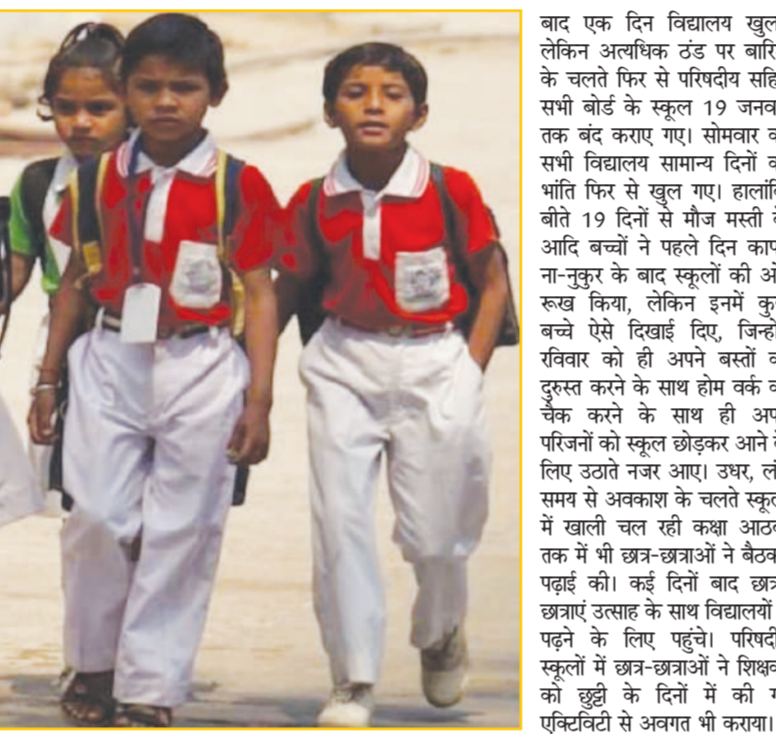 बाद एक दिन विद्यालय खुल
लेकिन अत्यधिक ठंड पर बारि
के चलते फिर से परिषदीय सहि
सभी बोर्ड के स्कूल 19 जनव
तक बंद कराए गए। सोमवार क
सभी विद्यालय सामान्य दिनों क
भांति फिर से खुल गए। हालांि
बीते 19 दिनों से मौज मस्ती
आदि बच्चों ने पहले दिन काप
ना-नुकुर के बाद स्कूलों की ओ
रूख किया, लेकिन इनमें कु
बच्चे ऐसे दिखाई दिए, जिन्हो
रविवार को ही अपने बस्तों क
दुरुस्त करने के साथ होम वर्क क
चैक करने के साथ ही अप
परिजनों को स्कूल छोड़कर आने
लिए उठाते नजर आए। उधर, लं
समय से अवकाश के चलते स्कू
में खाली चल रही कक्षा आठ
तक में भी छात्र-छात्राओं ने बैठक
पढ़ाई की। कई दिनों बाद छात्र
छात्राएं उत्साह के साथ विद्यालयों
पढ़ने के लिए पहुंचे। परिषदी
स्कूलों में छात्र-छात्राओं ने शिक्षक
को छुट्टी के दिनों में की ग
एक्टिविटी से अवगत भी कराया।